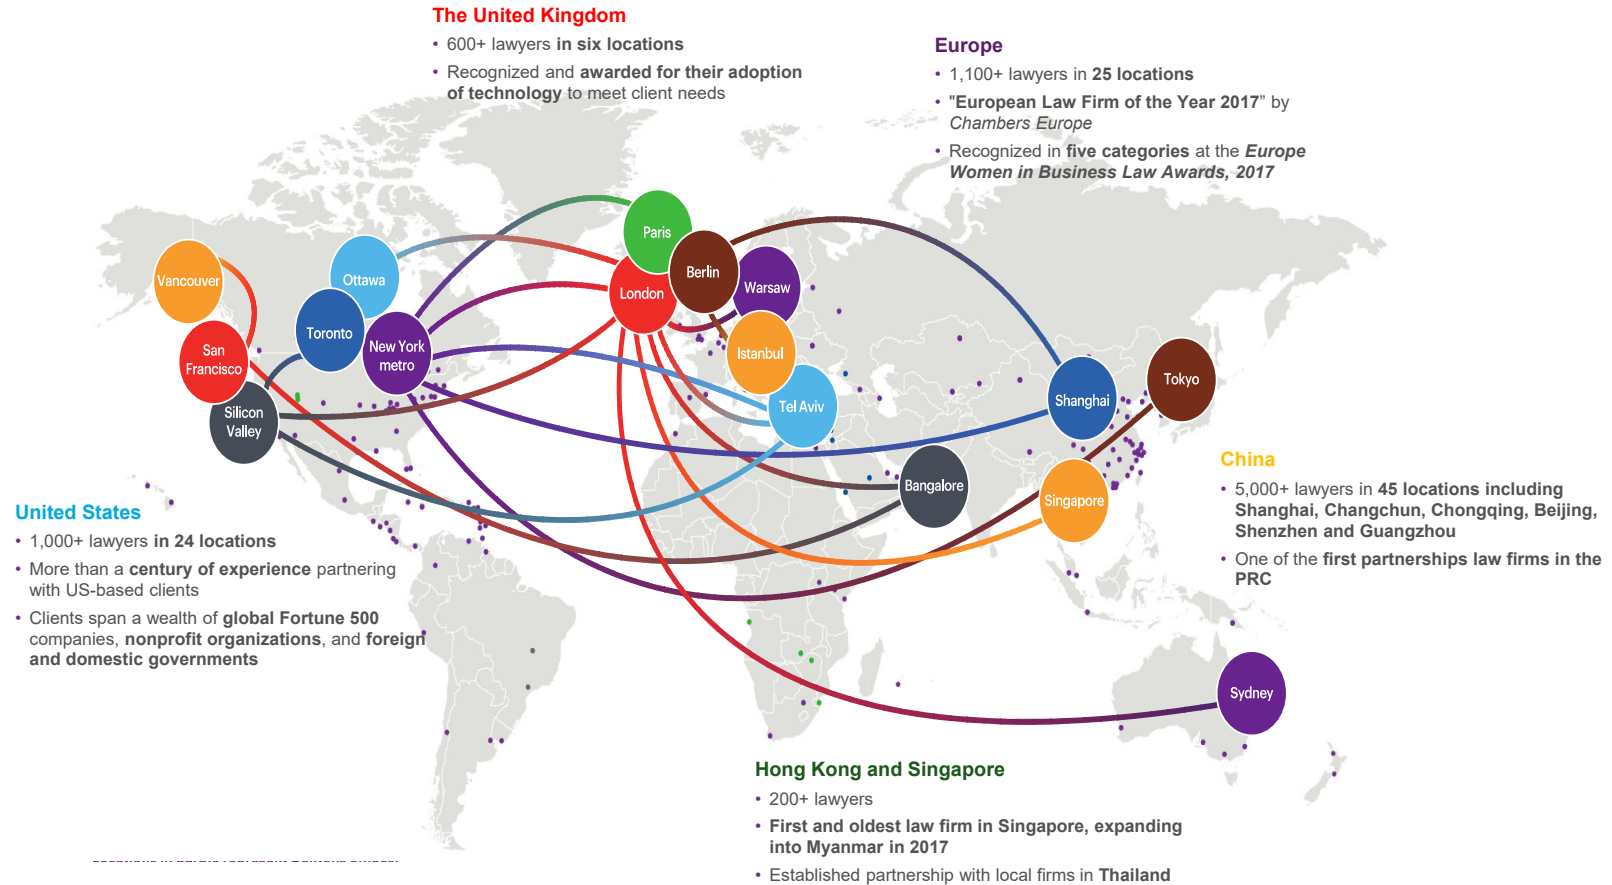 The United Kingdom
• 600+ lawyers in six locations
• Recognized and awarded for their adoption
of technology to meet client needs
Europe
• 1,100+ lawyers in 25 locations
• "European Law Firm of the Year 2017” by
Chambers Europe
• Recognized in five categories at the Europe
Women in Business Law Awards, 2017
Paris
Vancouver
Ottawa
London
Berlin
Warsaw
Toronto
San
Francisco
New York
metro
Istanbul
Tokyo
Silicon
Valley
Tel Aviv
Shanghai
Bangalore
Singapore
China
• 5,000+ lawyers in 45 locations including
Shanghai, Changchun, Chongqing, Beijing,
Shenzhen and Guangzhou
• One of the first partnerships law firms in the
PRC
United States
• 1,000+ lawyers in 24 locations
• More than a century of experience partnering
with US-based clients
• Clients span a wealth of global Fortune 500
companies, nonprofit organizations, and foreign
and domestic governments
Sydney
Hong Kong and Singapore
• 200+ lawyers
• First and oldest law firm in Singapore, expanding
into Myanmar in 2017
• Established partnership with local firms in Thailand